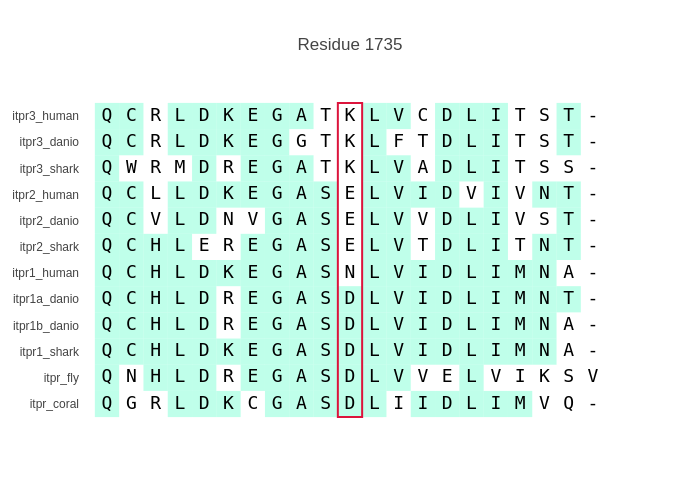 Residue 1735
itpr3_human Q C R L D K E G A T K L V C D L I T S T -
itpr3_danio Q C R L D K E G G T K L F T D L I T S T -
itpr3_shark Q W R M D R E G A T K L V A D L I T S S -
itpr2_human Q C L L D K E G A S E L V I D V I V N T -
itpr2_danio Q C V L D N V G A S E L V V D L I V S T -
itpr2_shark Q C H L E R E G A S E L V T D L I T N T -
itpr1_human Q C H L D K E G A S N L V I D L I M N A -
itpr1a_danio Q C H L D R E G A S D L V I D L I M N T -
itpr1b_danio Q C H L D R E G A S D L V I D L I M N A -
itpr1_shark Q C H L D K E G A S D L V I D L I M N A -
itpr_fly Q N H L D R E G A S D L V V E L V I K S V
itpr_coral Q G R L D K C G A S D L I I D L I M V Q -